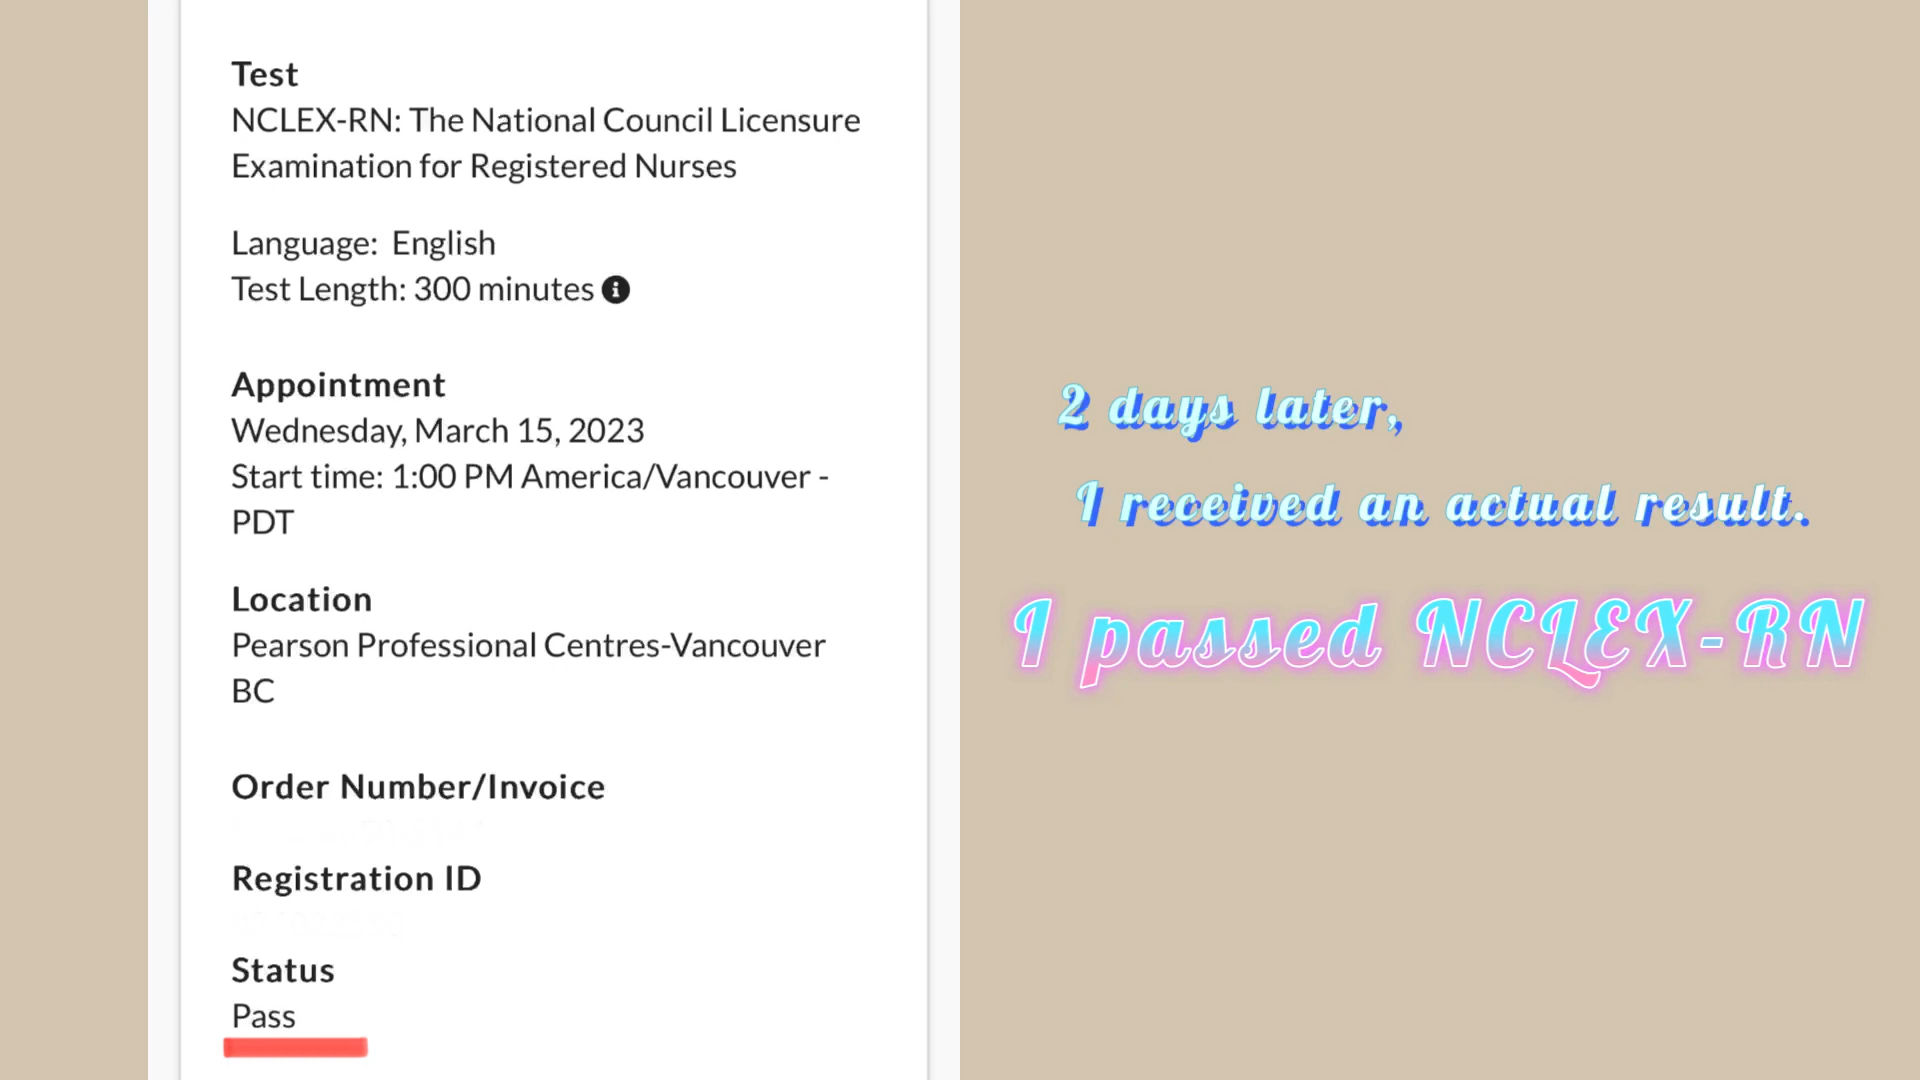 Test
NCLEX-RN: The National Council Licensure
Examination for Registered Nurses
Language: English
Test Length: 300 minutes
Appointment
Wednesday, March 15, 2023
Start time: 1:00 PM America/Vancouver -
PDT
Location
Pearson Professional Centres-Vancouver
BC
Order Number/Invoice
Registration ID
Status
Pass
2 days later,
I received an actual result.
I passed NCLEX-RN